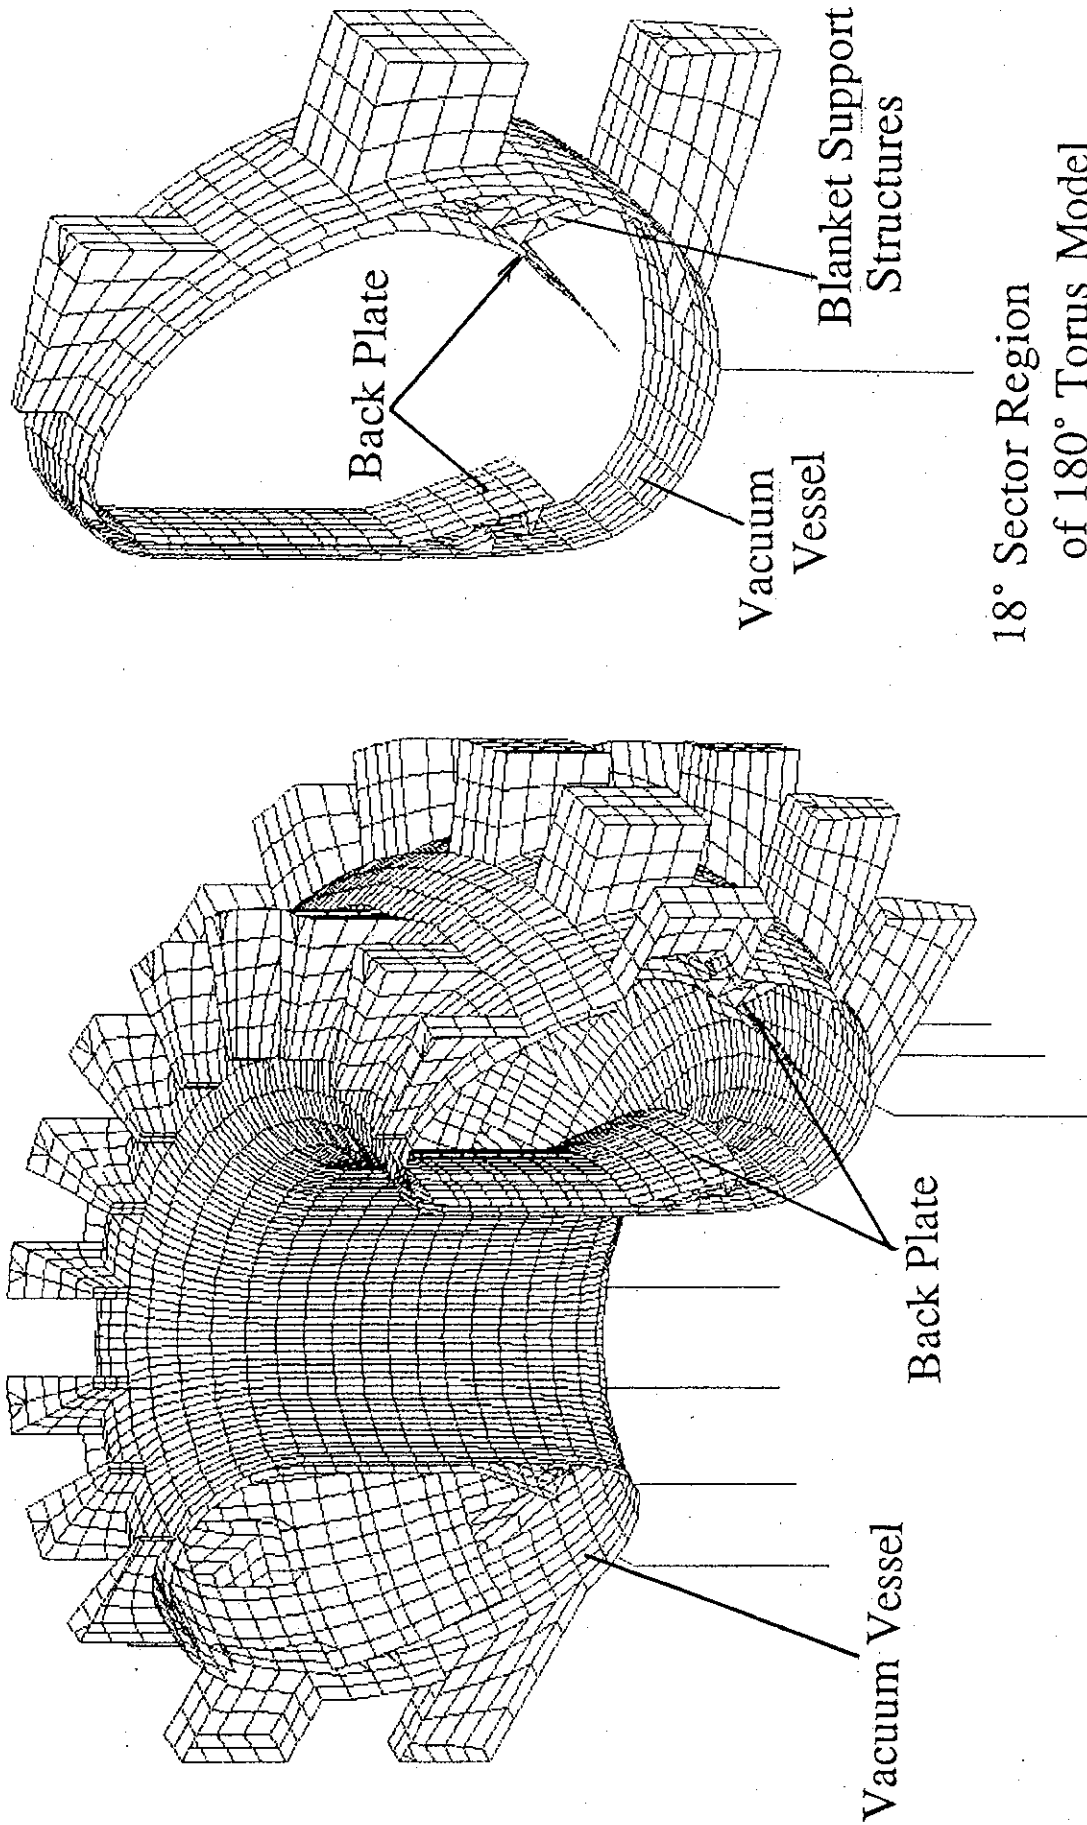 Vacuum Vessel
Back Plate
Back Plate
Vacuum
Vessel
Blanket Support
Structures
18° Sector Region
of 180° Torus Model